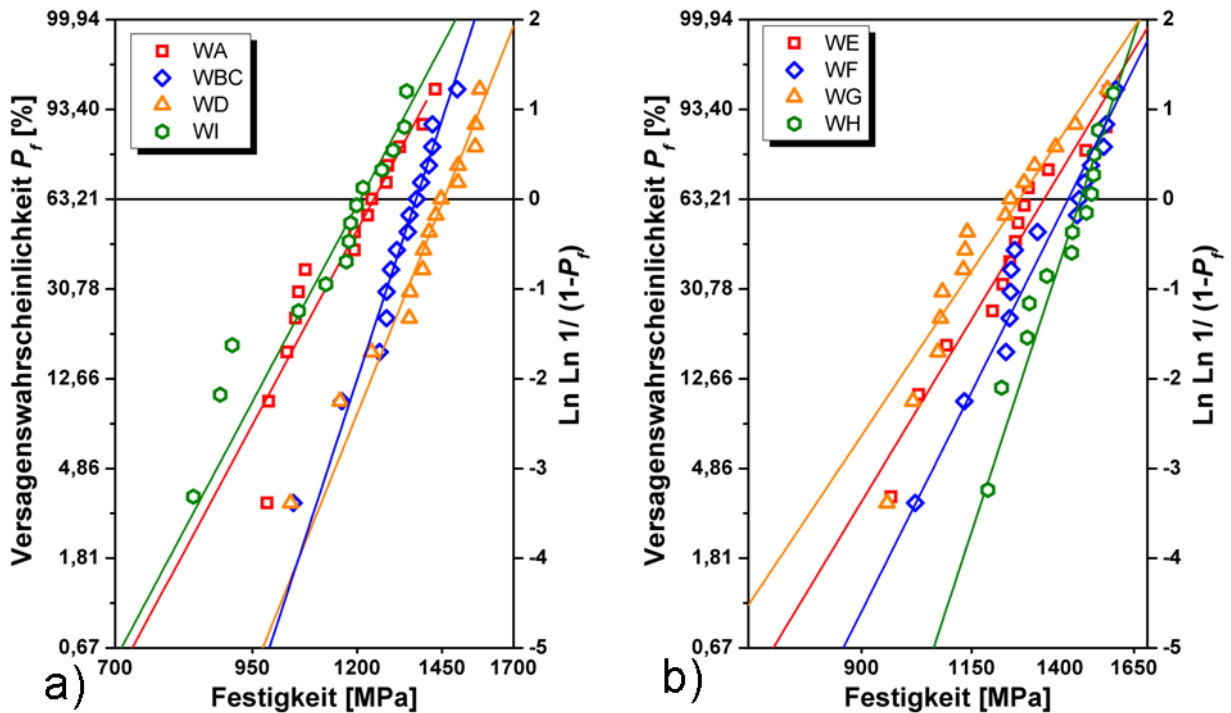 99,94
93,40
63,21
30,78
12,66
4,86
1,81
0,67
Versagenswahrscheinlichkeit Pf [%]
WA
WBC
WD
WI
2
1
0
-1
-2
-3
-4
-5
Ln Ln 1/ (1-Pf)
700 950 1200 1450 1700
Festigkeit [MPa]
a)
99,94
93,40
63,21
30,78
12,66
4,86
1,81
0,67
Versagenswahrscheinlichkeit Pf [%]
WE
WF
WG
WH
2
1
0
-1
-2
-3
-4
-5
Ln Ln 1/ (1-Pf)
900 1150 1400 1650
Festigkeit [MPa]
b)